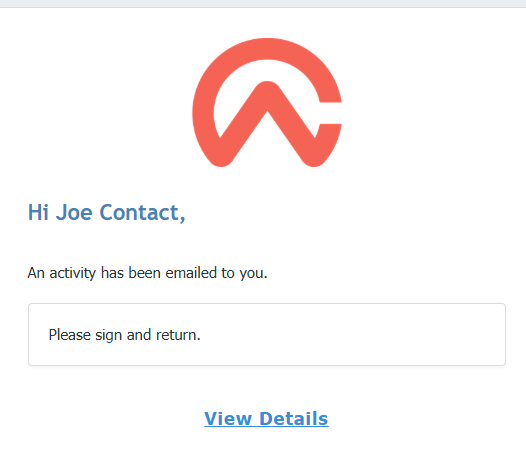 Hi Joe Contact,
An activity has been emailed to you.
Please sign and return.
View Details